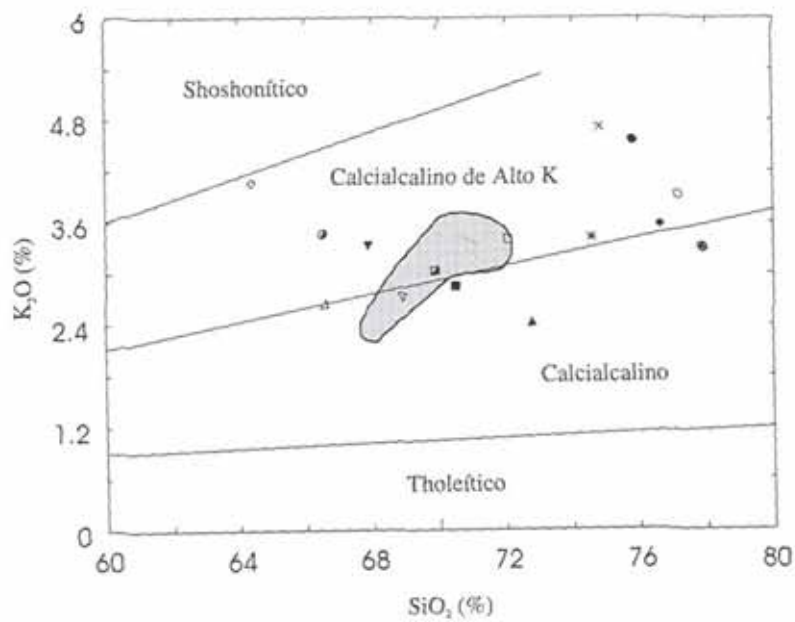 6
Shoshonítico
4.8
Calcialcalino de Alto K
3.6
K₂O (%)
2.4
Calcialcalino
1.2
Tholeítico
0
60 64 68 72 76 80
SiO₂ (%)